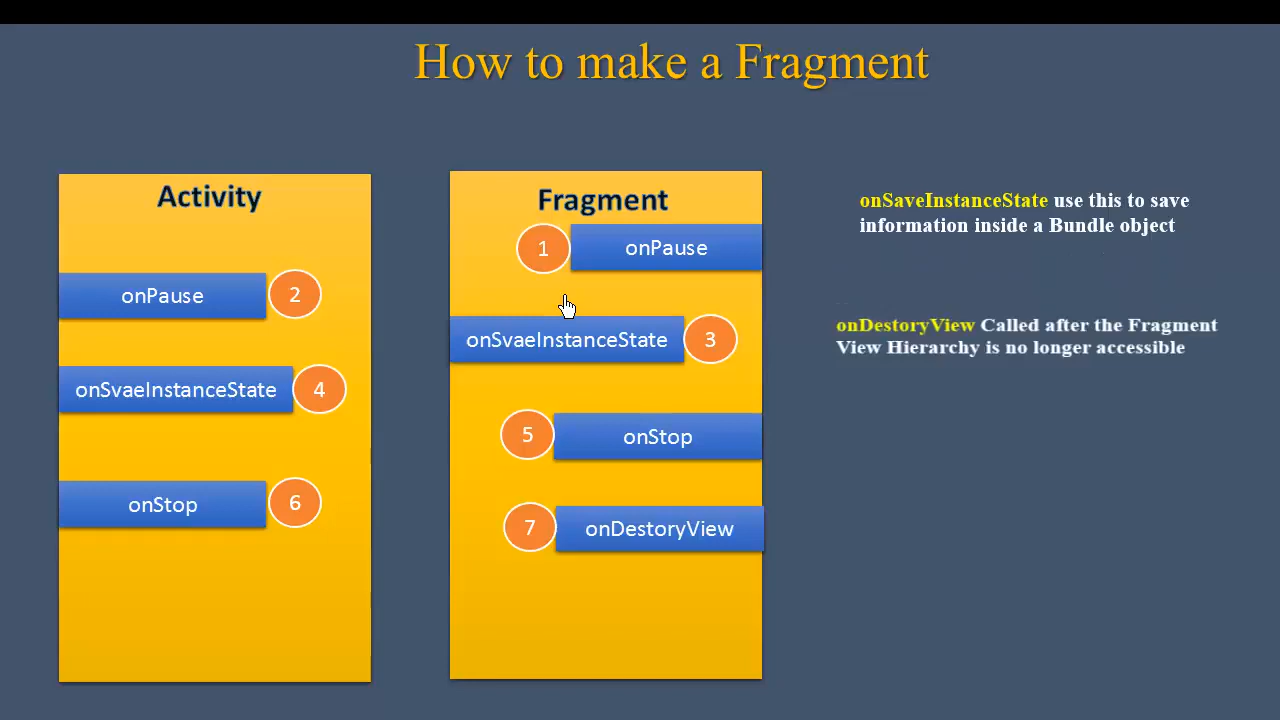 How to make a Fragment
Activity
onPause
2
onSvaeInstanceState
4
onStop
6
Fragment
1
onPause
onSvaeInstanceState
3
5
onStop
7
onDestoryView
onSaveInstanceState use this to save
information inside a Bundle object
onDestoryView Called after the Fragment
View Hierarchy is no longer accessible